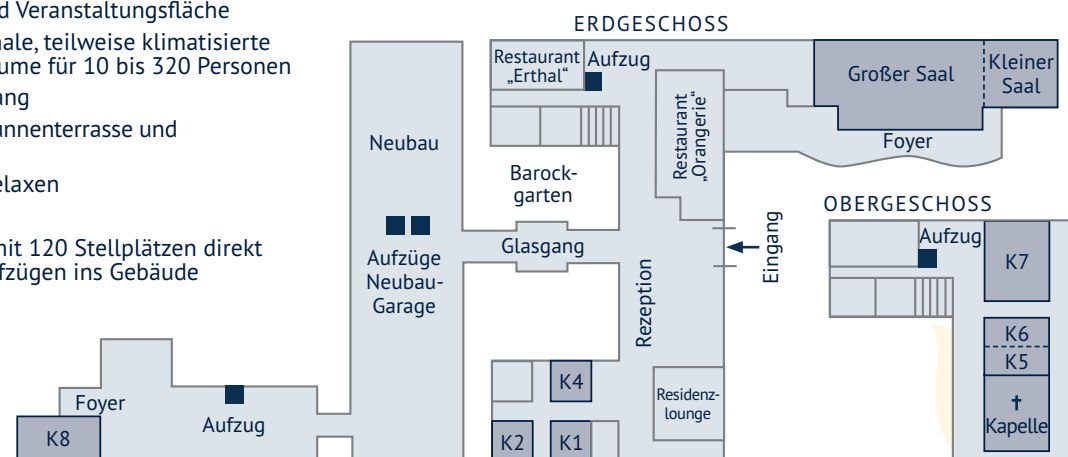 d Veranstaltungsfläche
nale, teilweise klimatisierte
ume für 10 bis 320 Personen
ang
unnenterrasse und
elaxen
mit 120 Stellplätzen direkt
fzügen ins Gebäude
ERDGESCHOSS
Restaurant
„Erthal“
Aufzug
Großer Saal
Kleiner
Saal
Foyer
Restaurant
„Orangerie“
Neubau
Barock-
garten
Glasgang
Aufzüge
Neubau-
Garage
Rezeption
Eingang
OBERGESCHOSS
Aufzug
K7
K6
K5
Kapelle
K4
Residenz-
lounge
K2
K1
Foyer
Aufzug
K8